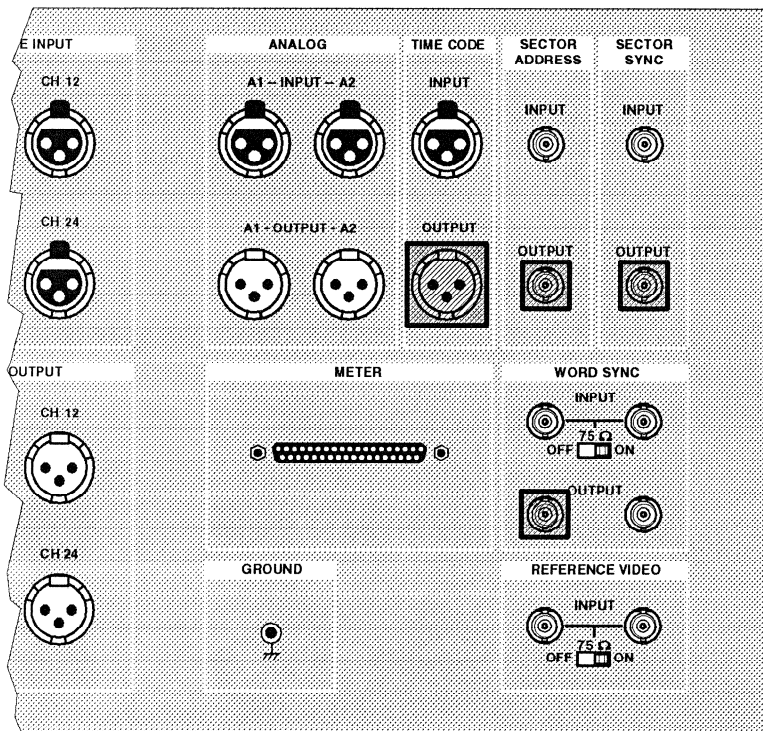 E INPUT
CH 12
CH 24
ANALOG
A1 – INPUT – A2
A1 - OUTPUT - A2
TIME CODE
INPUT
OUTPUT
SECTOR
ADDRESS
INPUT
OUTPUT
SECTOR
SYNC
INPUT
OUTPUT
OUTPUT
CH 12
CH 24
METER
GROUND
WORD SYNC
INPUT
75 Ω
OFF ON
OUTPUT
REFERENCE VIDEO
INPUT
75 Ω
OFF ON